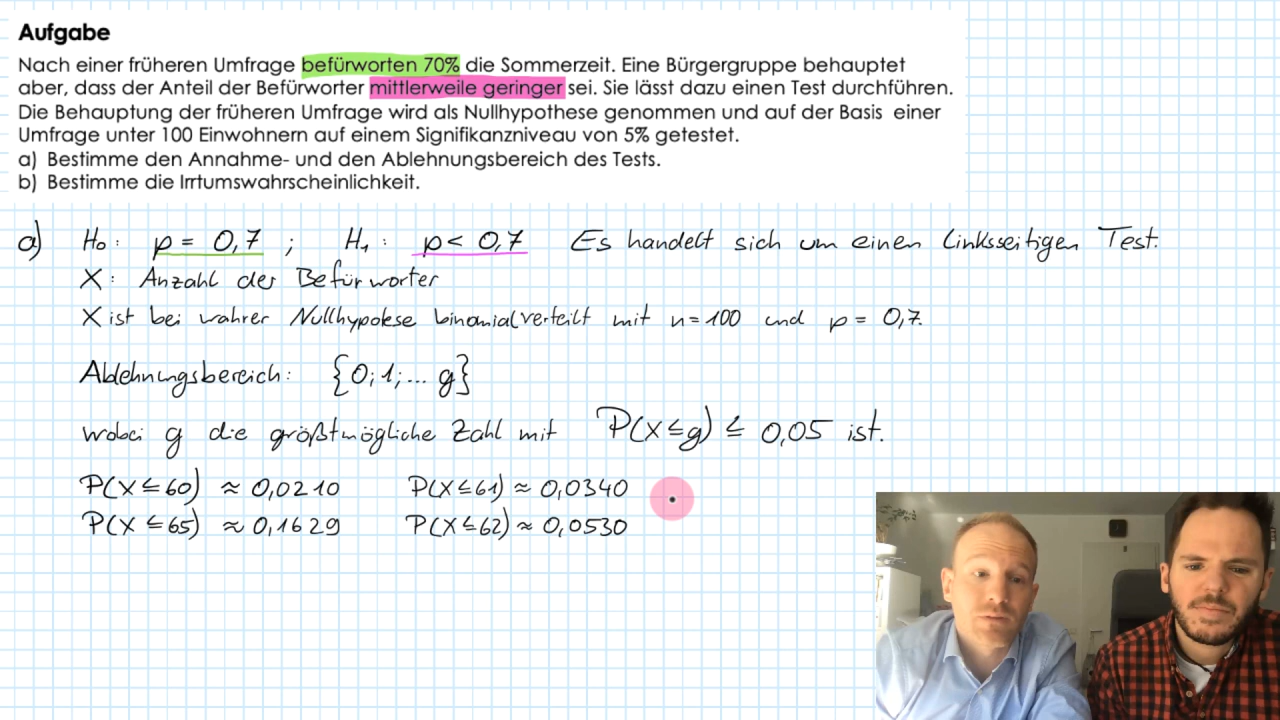 Aufgabe
Nach einer früheren Umfrage befürworten 70% die Sommerzeit. Eine Bürgergruppe behauptet
aber, dass der Anteil der Befürworter mittlerweile geringer sei. Sie lässt dazu einen Test durchführen.
Die Behauptung der früheren Umfrage wird als Nullhypothese genommen und auf der Basis einer
Umfrage unter 100 Einwohnern auf einem Signifikanzniveau von 5% getestet.
a) Bestimme den Annahme- und den Ablehnungsbereich des Tests.
b) Bestimme die Irrtumswahrscheinlichkeit.
a) H₀: p = 0,7 ; H₁: p < 0,7 Es handelt sich um einen linksseitigen Test.
X: Anzahl der Befürworter
X ist bei wahrer Nullhypotese binomialverteilt mit n=100 und p = 0,7.
Ablehnungsbereich: {0;1;... g}
wobei g die größtmögliche Zahl mit P(X≤g) ≤ 0,05 ist.
P(X≤60) ≈ 0,0210 P(X≤61) ≈ 0,0340
P(X≤65) ≈ 0,1629 P(X≤62) ≈ 0,0530